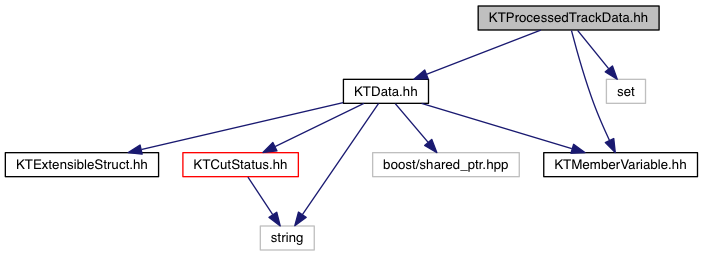 KTProcessedTrackData.hh
KTData.hh
set
KTExtensibleStruct.hh
KTCutStatus.hh
boost/shared_ptr.hpp
KTMemberVariable.hh
string